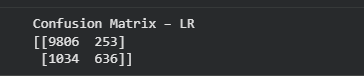 Confusion Matrix – LR
[[9806 253]
[1034 636]]